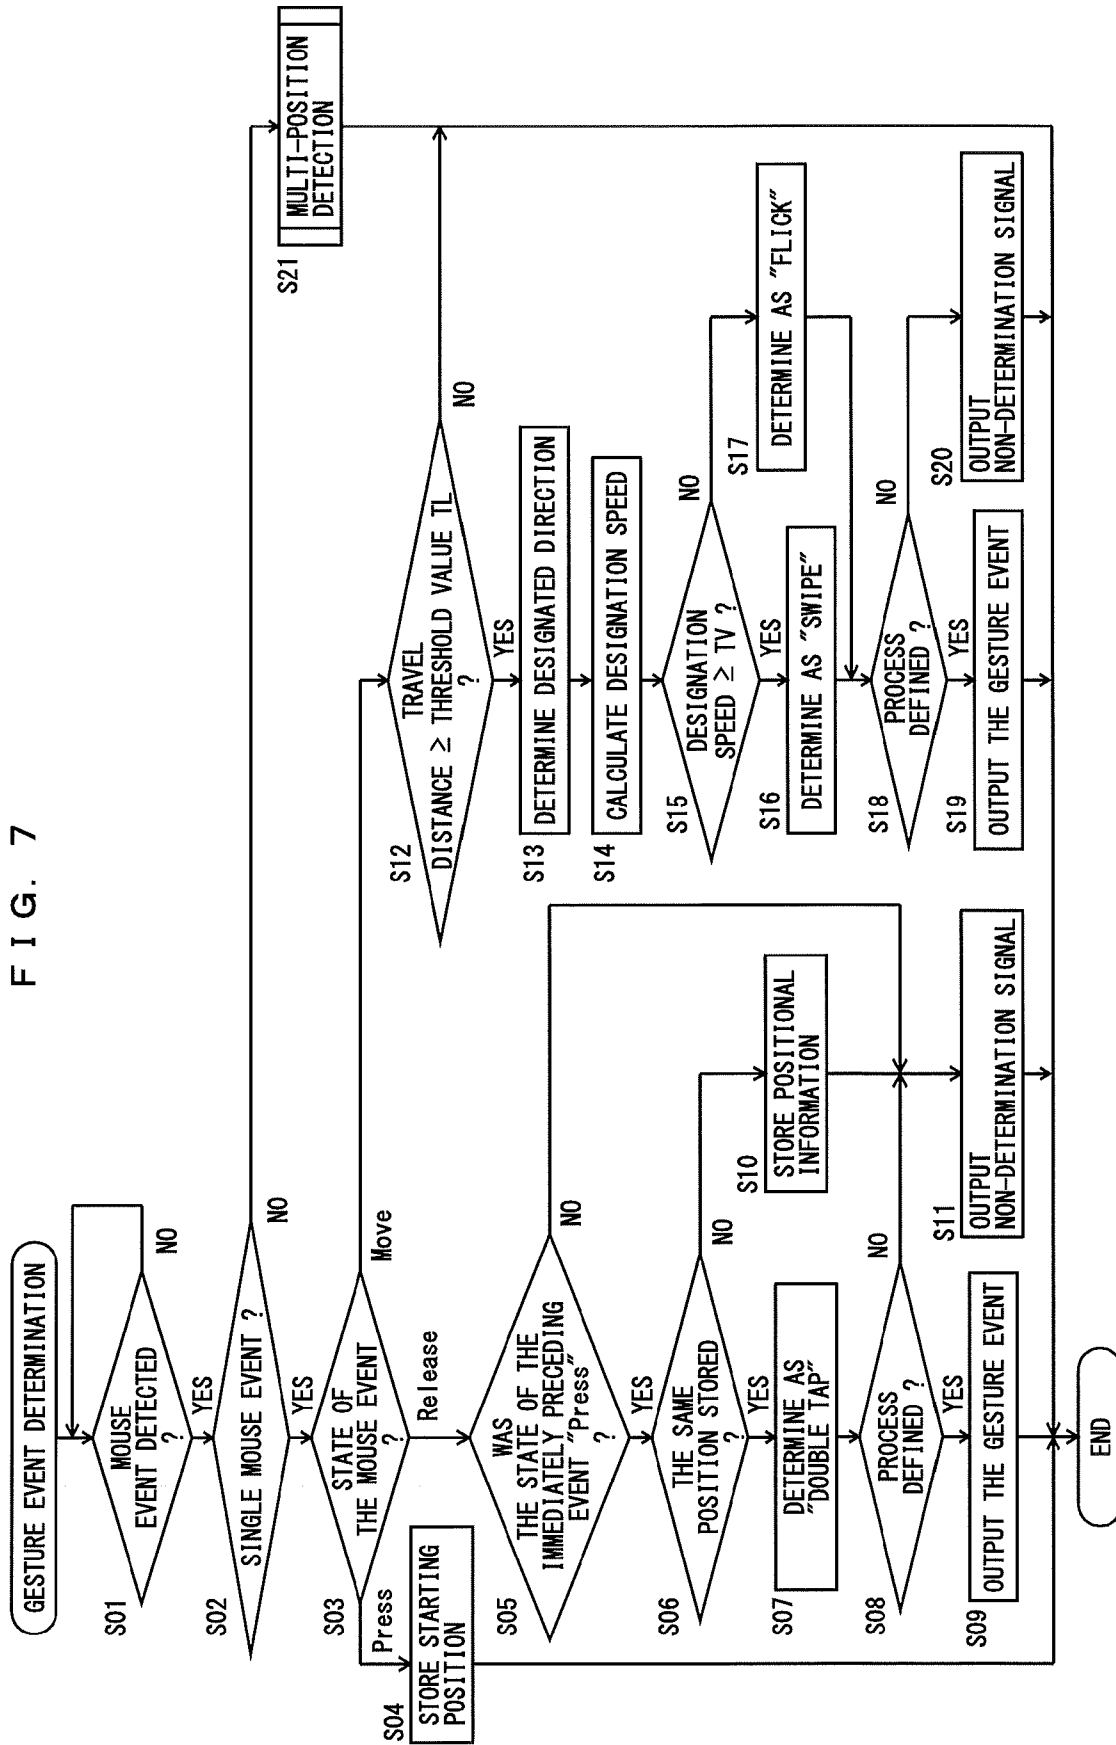 FIG. 7
GESTURE EVENT DETERMINATION
S01
MOUSE
EVENT DETECTED
?
NO
YES
S02
SINGLE MOUSE EVENT ?
NO
YES
S03
STATE OF
THE MOUSE EVENT
?
Press
Move
Release
S04
STORE STARTING
POSITION
S05
WAS
THE STATE OF THE
IMMEDIATELY PRECEDING
EVENT "Press"
?
NO
YES
S06
THE SAME
POSITION STORED
?
NO
YES
S07
DETERMINE AS
"DOUBLE TAP"
S08
PROCESS
DEFINED ?
NO
YES
S09
OUTPUT THE GESTURE EVENT
S10
STORE POSITIONAL
INFORMATION
S11
OUTPUT
NON-DETERMINATION SIGNAL
S12
TRAVEL
DISTANCE ≥ THRESHOLD VALUE TL
?
NO
YES
S13
DETERMINE DESIGNATED DIRECTION
S14
CALCULATE DESIGNATION SPEED
S15
DESIGNATION
SPEED ≥ TV ?
NO
YES
S16
DETERMINE AS "SWIPE"
S17
DETERMINE AS "FLICK"
S18
PROCESS
DEFINED ?
NO
YES
S19
OUTPUT THE GESTURE EVENT
S20
OUTPUT
NON-DETERMINATION SIGNAL
S21
MULTI-POSITION
DETECTION
END